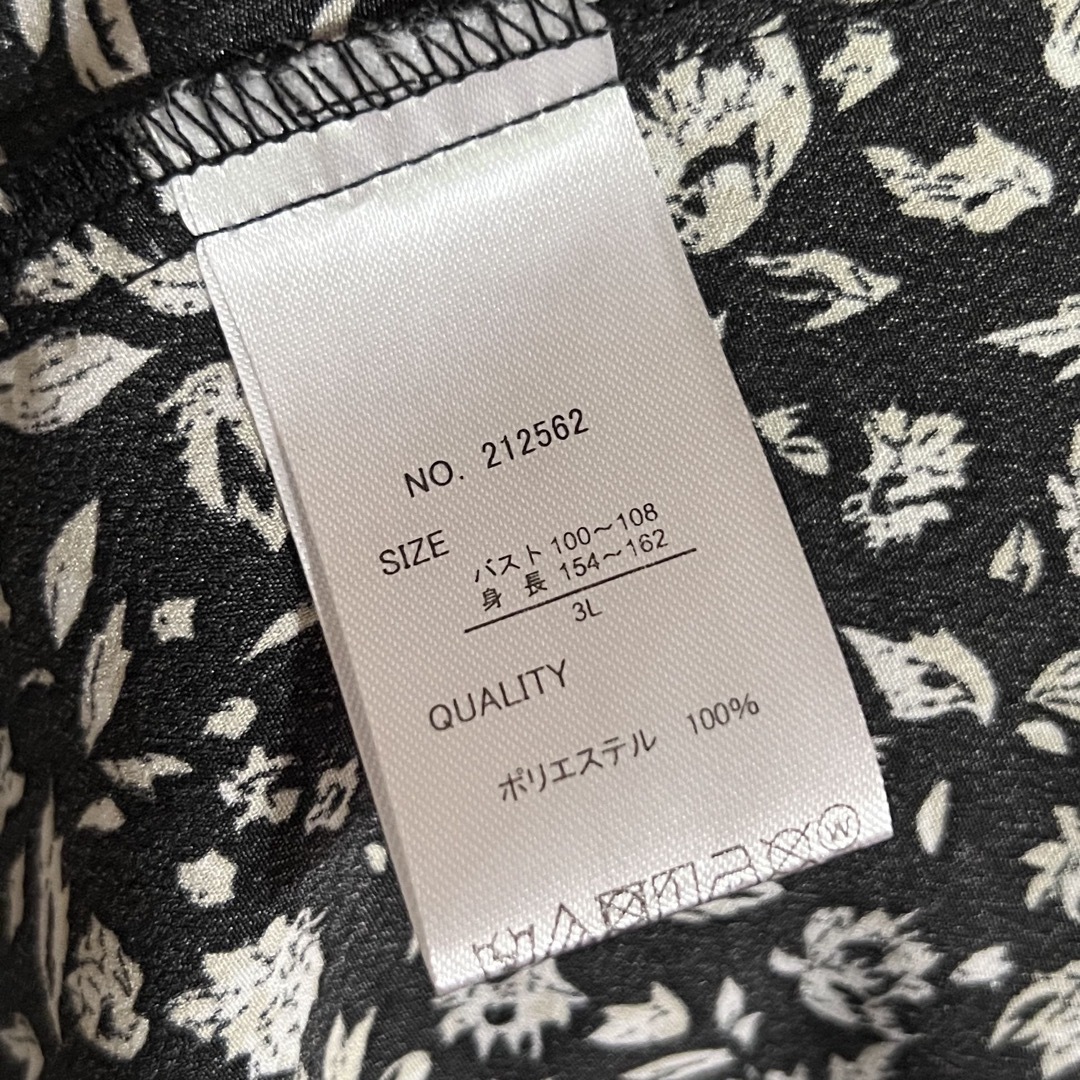 NO. 212562
SIZE
バスト 100～108
身 長 154～162
3L
QUALITY
ポリエステル 100%
W